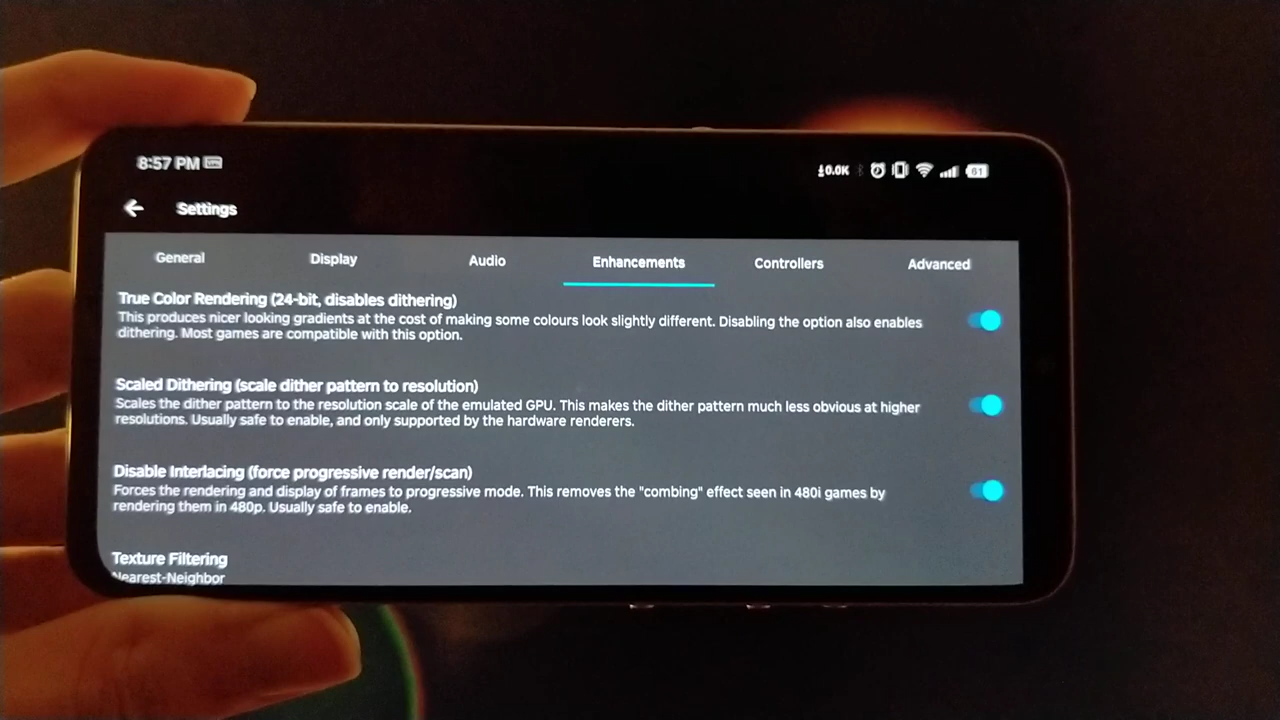 8:57 PM
0.0K 61
Settings
General Display Audio Enhancements Controllers Advanced
True Color Rendering (24-bit, disables dithering)
This produces nicer looking gradients at the cost of making some colours look slightly different. Disabling the option also enables
dithering. Most games are compatible with this option.
Scaled Dithering (scale dither pattern to resolution)
Scales the dither pattern to the resolution scale of the emulated GPU. This makes the dither pattern much less obvious at higher
resolutions. Usually safe to enable, and only supported by the hardware renderers.
Disable Interlacing (force progressive render/scan)
Forces the rendering and display of frames to progressive mode. This removes the "combing" effect seen in 480i games by
rendering them in 480p. Usually safe to enable.
Texture Filtering
Nearest-Neighbor